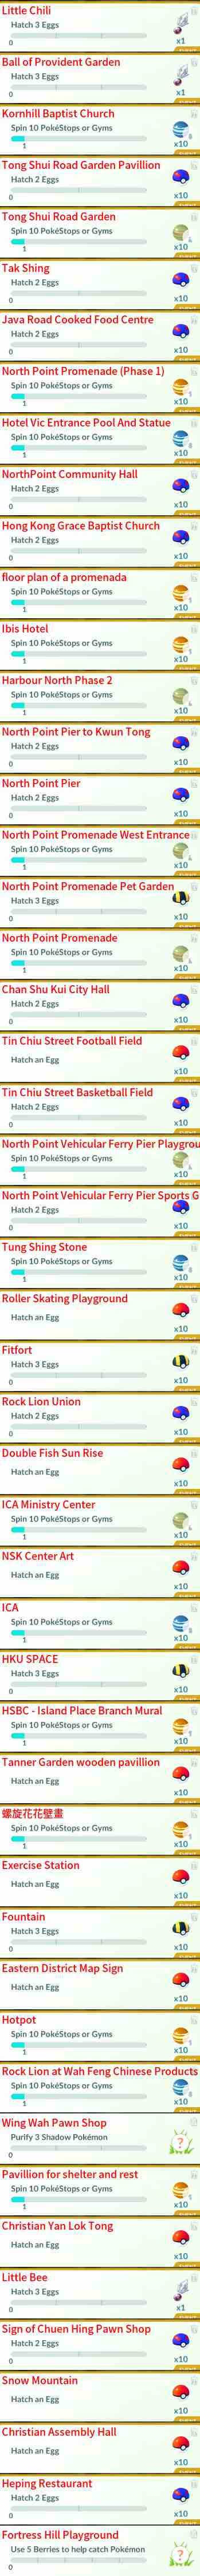 Little Chili
Hatch 3 Eggs
0
x1
Ball of Provident Garden
Hatch 3 Eggs
0
x1
Kornhill Baptist Church
Spin 10 PokéStops or Gyms
1
x10
Tong Shui Road Garden Pavillion
Hatch 2 Eggs
0
x10
Tong Shui Road Garden
Spin 10 PokéStops or Gyms
1
x10
Tak Shing
Hatch 2 Eggs
0
x10
Java Road Cooked Food Centre
Hatch 2 Eggs
0
x10
North Point Promenade (Phase 1)
Spin 10 PokéStops or Gyms
1
x10
Hotel Vic Entrance Pool And Statue
Spin 10 PokéStops or Gyms
1
x10
NorthPoint Community Hall
Hatch 2 Eggs
0
x10
Hong Kong Grace Baptist Church
Hatch 2 Eggs
0
x10
floor plan of a promenada
Spin 10 PokéStops or Gyms
1
x10
Ibis Hotel
Spin 10 PokéStops or Gyms
1
x10
Harbour North Phase 2
Spin 10 PokéStops or Gyms
1
x10
North Point Pier to Kwun Tong
Hatch 2 Eggs
0
x10
North Point Pier
Hatch 2 Eggs
0
x10
North Point Promenade West Entrance
Spin 10 PokéStops or Gyms
1
x10
North Point Promenade Pet Garden
Hatch 3 Eggs
0
x10
North Point Promenade
Spin 10 PokéStops or Gyms
1
x10
Chan Shu Kui City Hall
Hatch 2 Eggs
0
x10
Tin Chiu Street Football Field
Hatch an Egg
x10
Tin Chiu Street Basketball Field
Hatch 2 Eggs
0
x10
North Point Vehicular Ferry Pier Playgrou
Spin 10 PokéStops or Gyms
1
x10
North Point Vehicular Ferry Pier Sports G
Hatch 2 Eggs
0
x10
Tung Shing Stone
Spin 10 PokéStops or Gyms
1
x10
Roller Skating Playground
Hatch an Egg
x10
Fitfort
Hatch 3 Eggs
0
x10
Rock Lion Union
Hatch 2 Eggs
0
x10
Double Fish Sun Rise
Hatch an Egg
x10
ICA Ministry Center
Spin 10 PokéStops or Gyms
1
x10
NSK Center Art
Hatch an Egg
x10
ICA
Spin 10 PokéStops or Gyms
1
x10
HKU SPACE
Hatch 3 Eggs
0
x10
HSBC - Island Place Branch Mural
Spin 10 PokéStops or Gyms
1
x10
Tanner Garden wooden pavillion
Hatch an Egg
x10
螺旋花花壁畫
Spin 10 PokéStops or Gyms
1
x10
Exercise Station
Hatch an Egg
x10
Fountain
Hatch 3 Eggs
0
x10
Eastern District Map Sign
Hatch an Egg
x10
Hotpot
Spin 10 PokéStops or Gyms
1
x10
Rock Lion at Wah Feng Chinese Products
Spin 10 PokéStops or Gyms
1
x10
Wing Wah Pawn Shop
Purify 3 Shadow Pokémon
0
?
Pavillion for shelter and rest
Spin 10 PokéStops or Gyms
1
x10
Christian Yan Lok Tong
Hatch an Egg
x10
Little Bee
Hatch 3 Eggs
0
x1
Sign of Chuen Hing Pawn Shop
Hatch 2 Eggs
0
x10
Snow Mountain
Hatch an Egg
x10
Christian Assembly Hall
Hatch an Egg
x10
Heping Restaurant
Hatch 2 Eggs
0
x10
Fortress Hill Playground
Use 5 Berries to help catch Pokémon
0
?